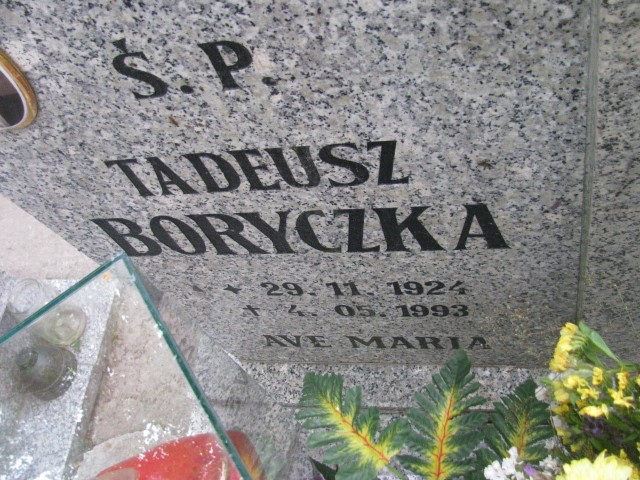 Ś.P.
TADEUSZ
BORYCZKA
* 29.11.1924
† 4.05.1993
AVE MARIA